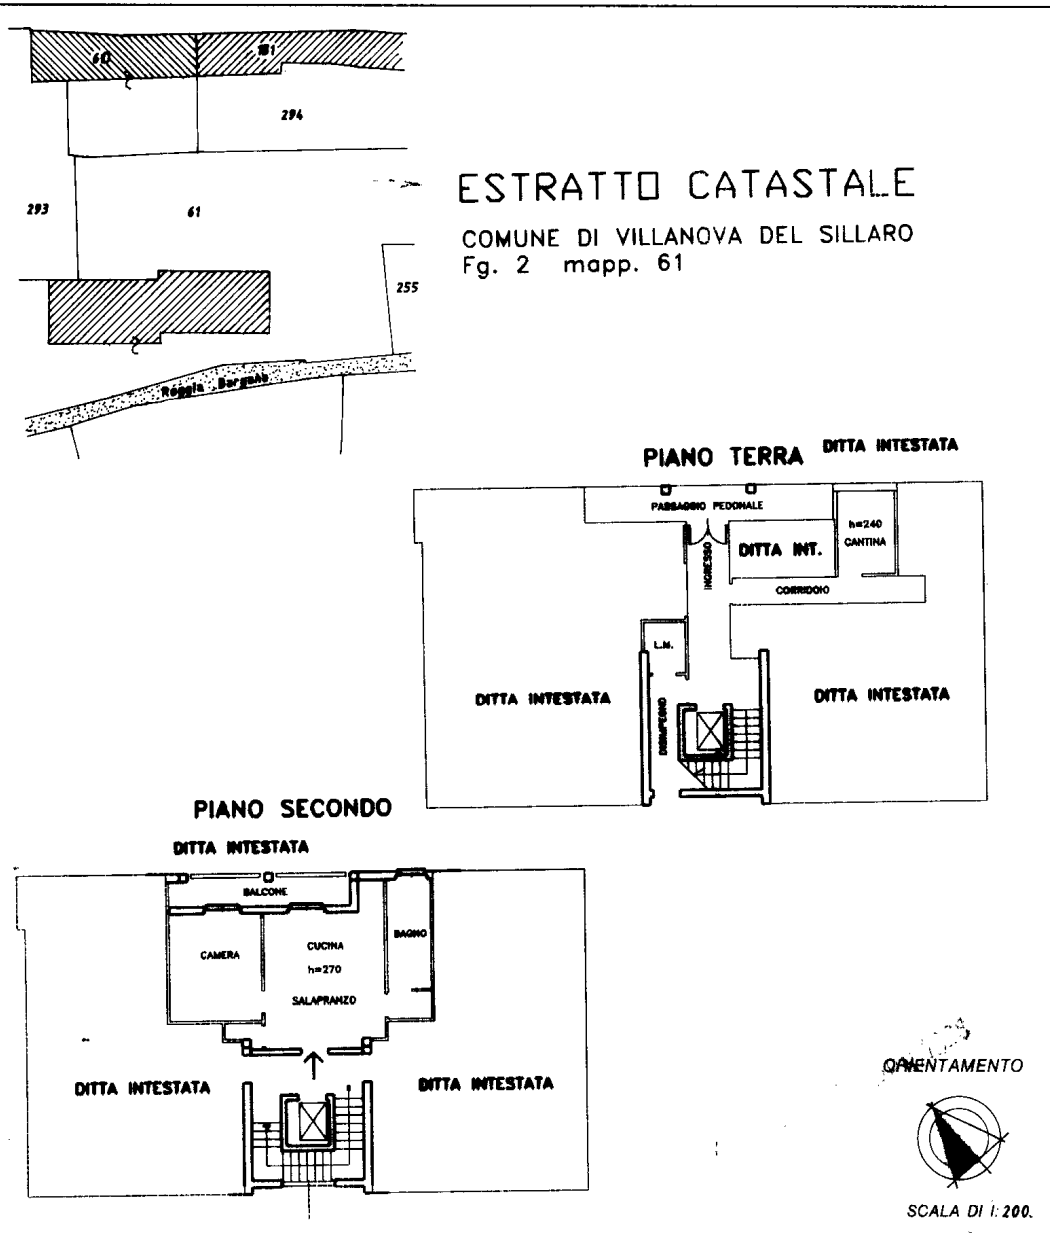 60
181
294
293
61
255
Roggia Bargana
ESTRATTO CATASTALE
COMUNE DI VILLANOVA DEL SILLARO
Fg. 2 mapp. 61
PIANO TERRA
DITTA INTESTATA
PASSAGGIO PEDONALE
INGRESSO
DITTA INT.
h=240
CANTINA
CORRIDOIO
L.M.
DITTA INTESTATA
DISIMPEGNO
DITTA INTESTATA
PIANO SECONDO
DITTA INTESTATA
BALCONE
CAMERA
CUCINA
h=270
SALAPRANZO
BAGNO
DITTA INTESTATA
DITTA INTESTATA
ORIENTAMENTO
SCALA DI 1:200.